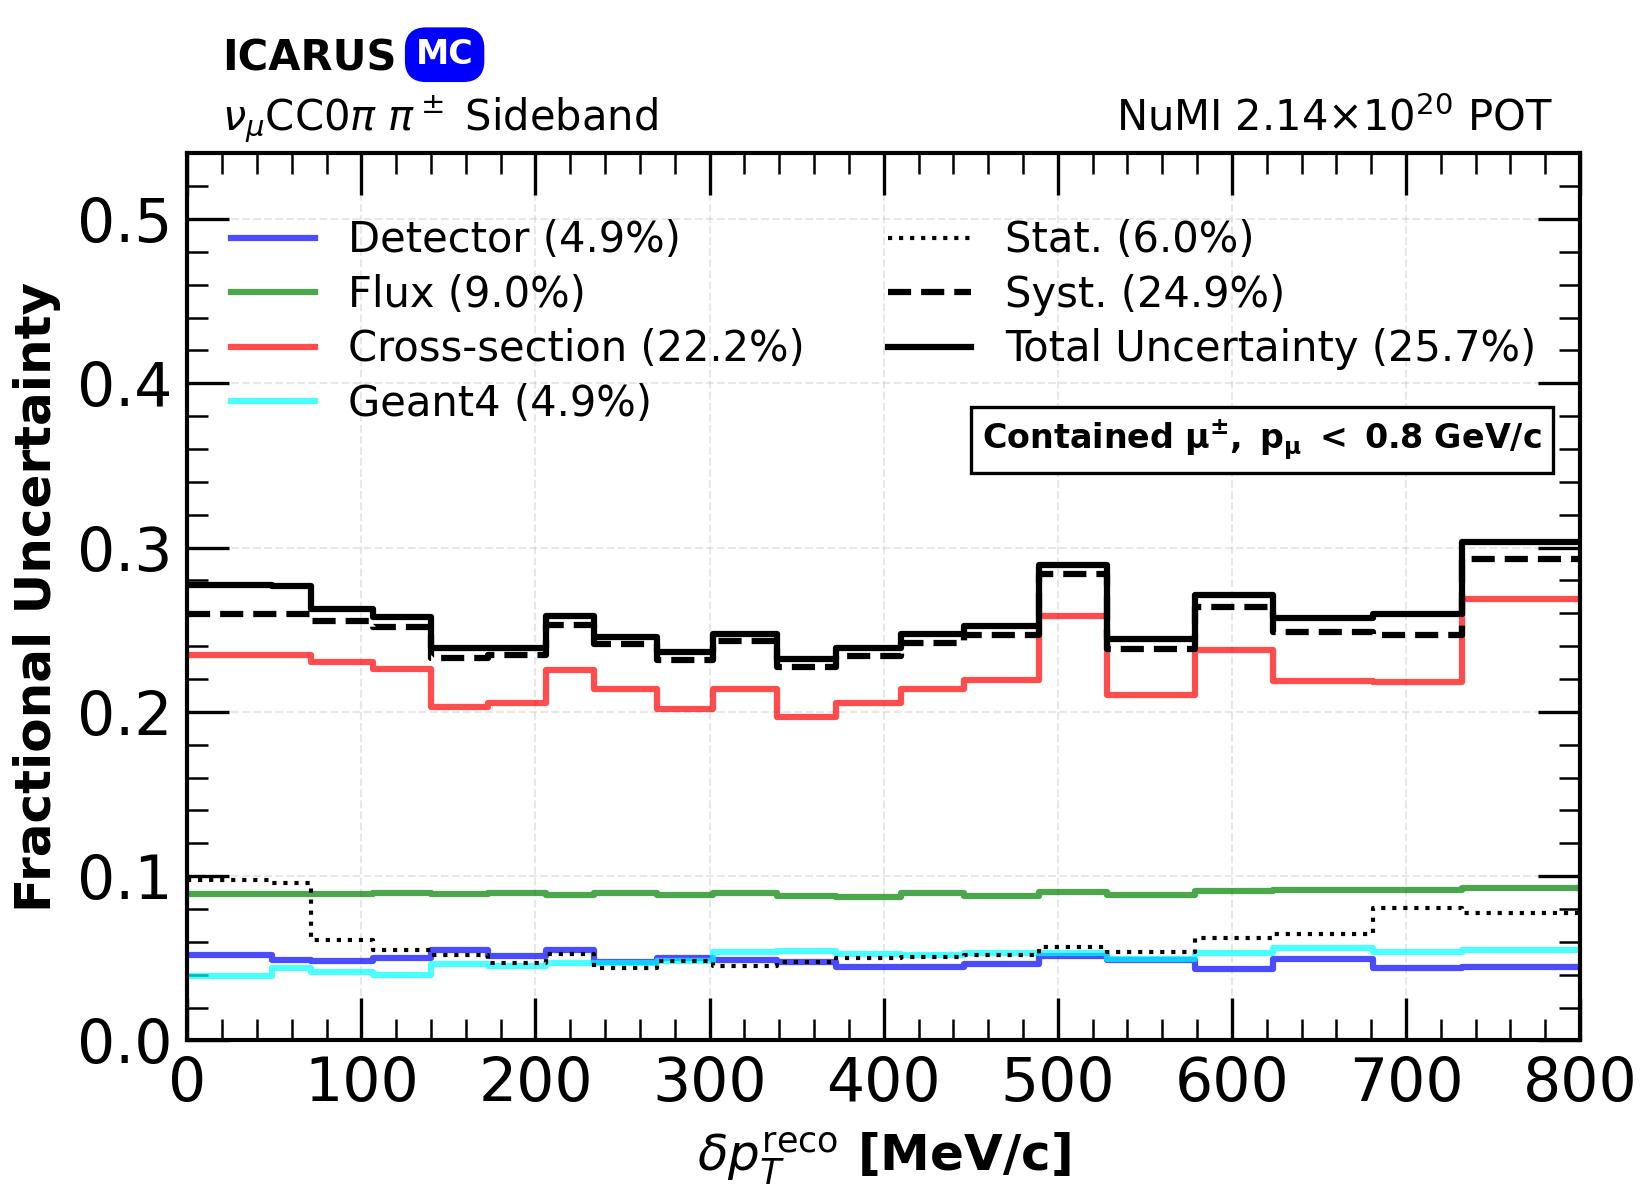 ICARUS MC
νμCC0π π± Sideband
NuMI 2.14×10²⁰ POT
Detector (4.9%)
Flux (9.0%)
Cross-section (22.2%)
Geant4 (4.9%)
Stat. (6.0%)
Syst. (24.9%)
Total Uncertainty (25.7%)
Contained μ±, pμ < 0.8 GeV/c
Fractional Uncertainty
0.5
0.4
0.3
0.2
0.1
0.0
0 100 200 300 400 500 600 700 800
δp_T^reco [MeV/c]